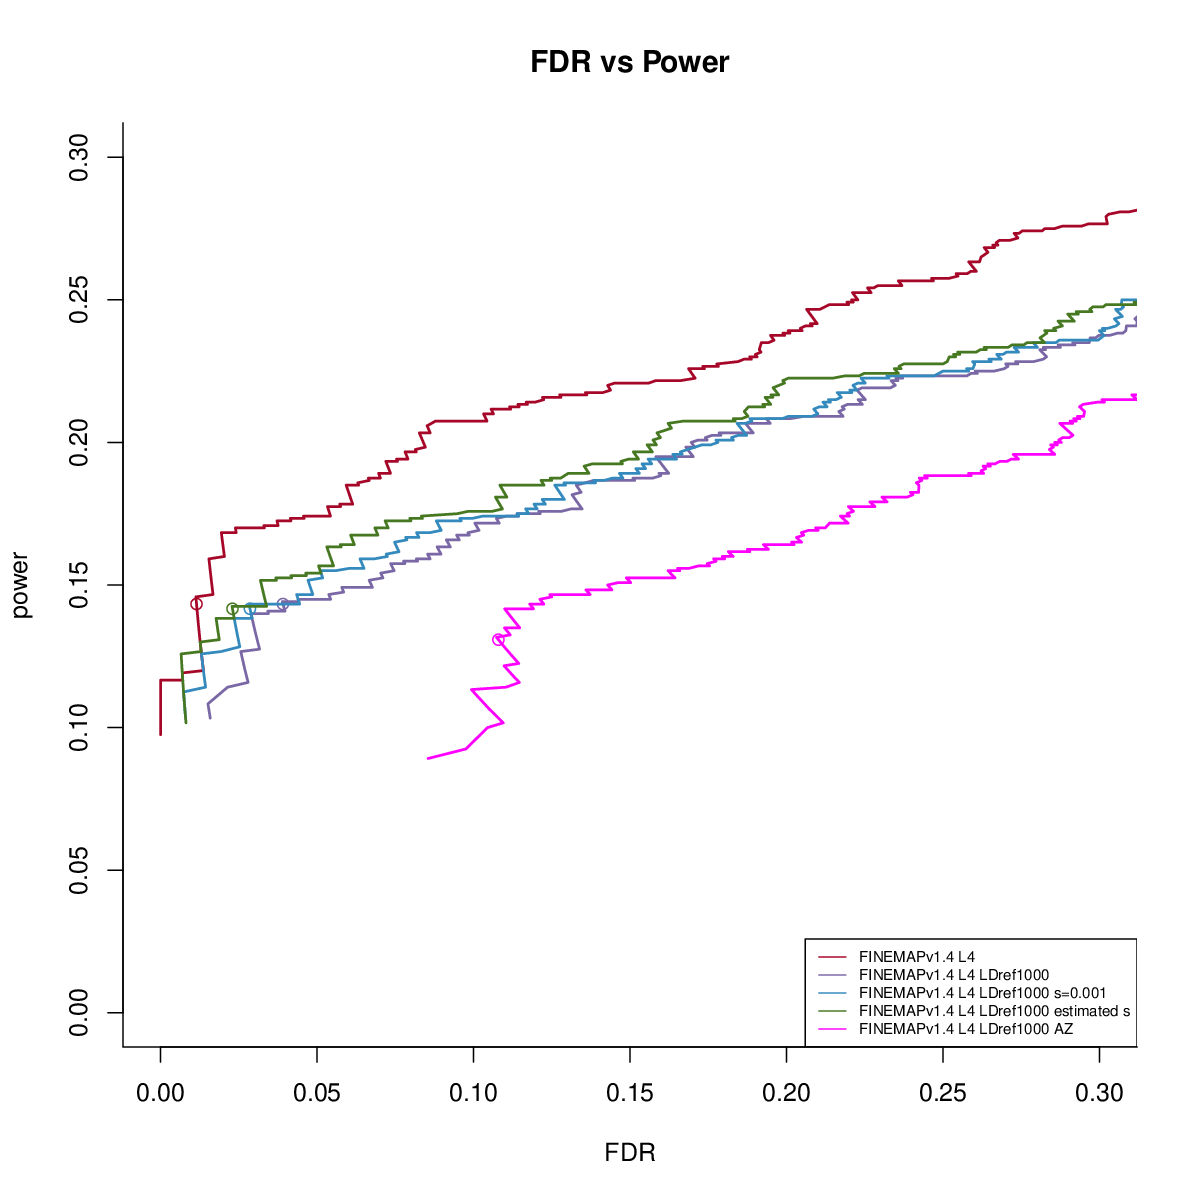 FDR vs Power
0.30
0.25
0.20
0.15
0.10
0.05
0.00
power
FINEMAPv1.4 L4
FINEMAPv1.4 L4 LDref1000
FINEMAPv1.4 L4 LDref1000 s=0.001
FINEMAPv1.4 L4 LDref1000 estimated s
FINEMAPv1.4 L4 LDref1000 AZ
0.00 0.05 0.10 0.15 0.20 0.25 0.30
FDR